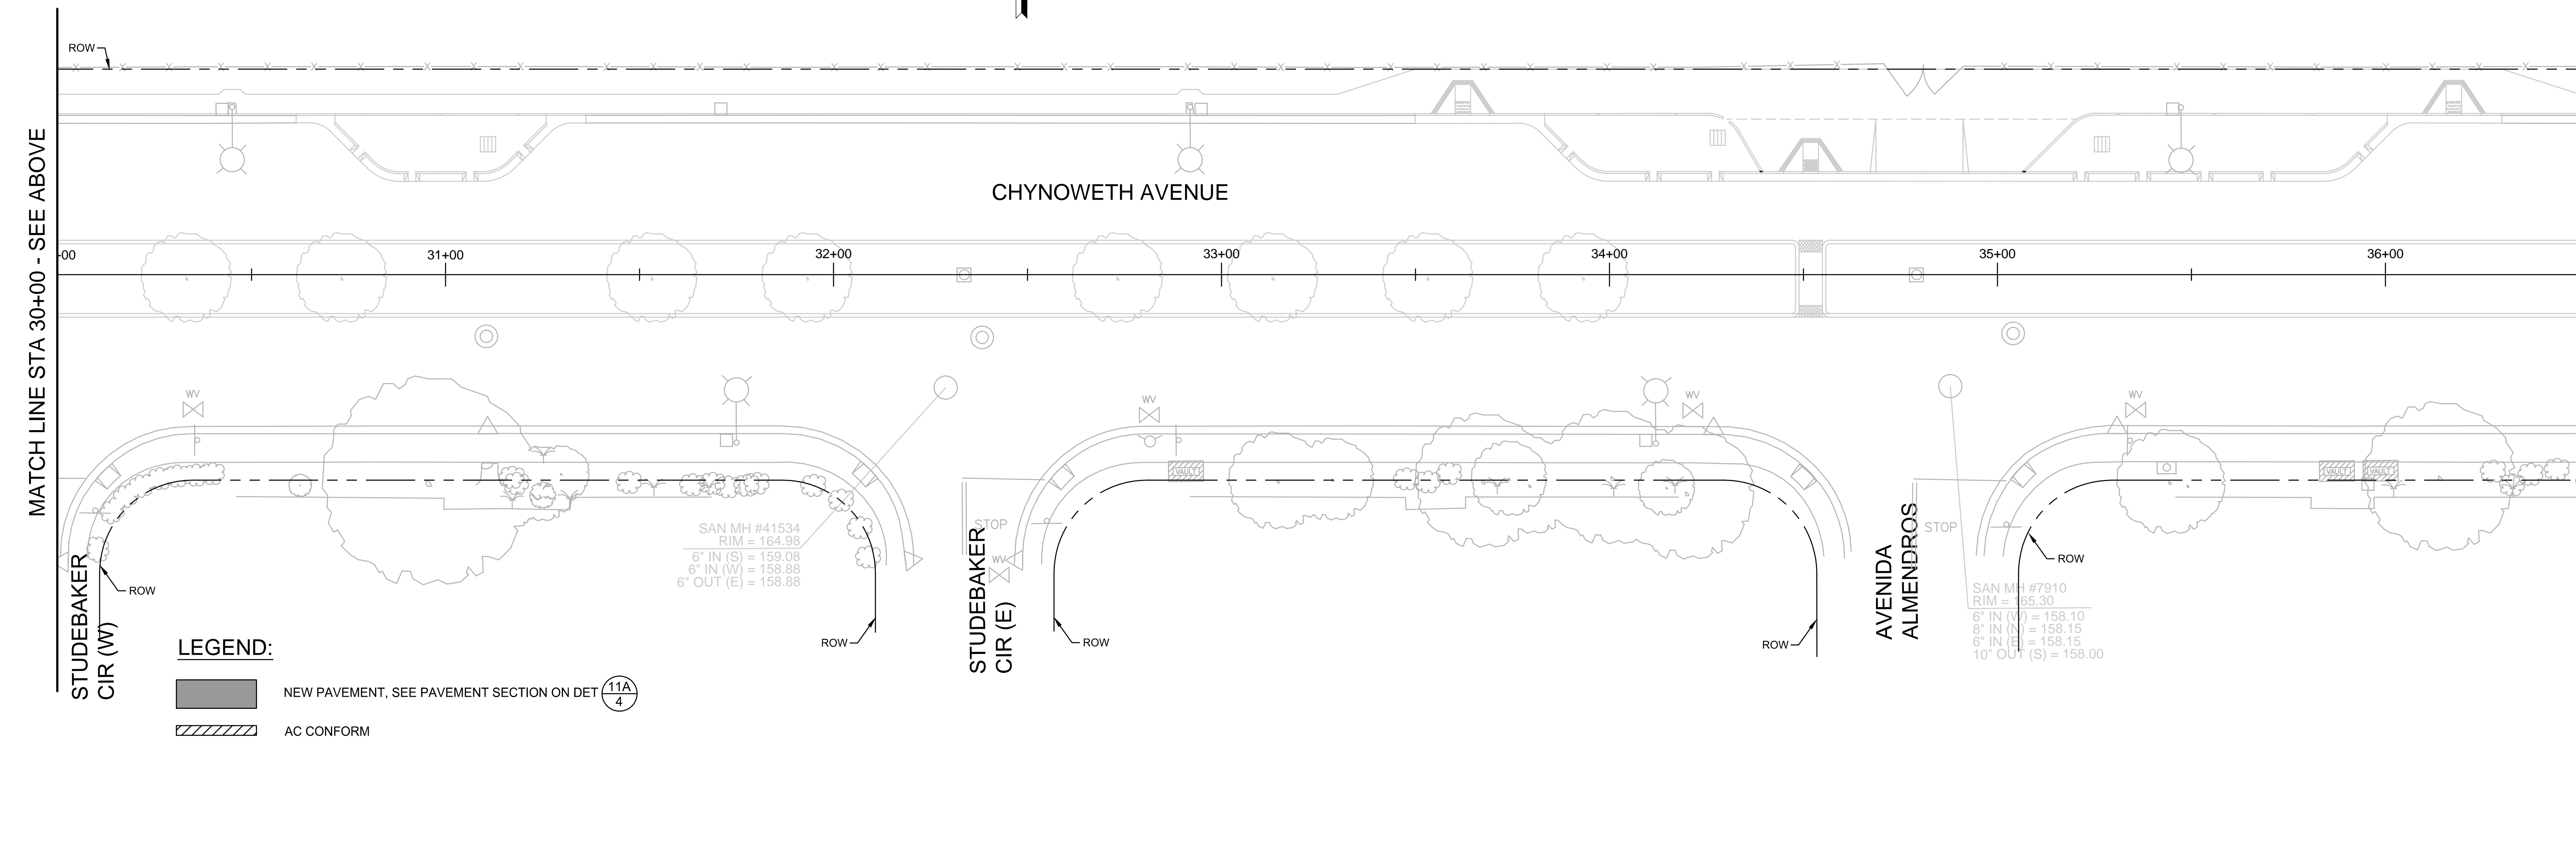 ROW
MATCH LINE STA 30+00 - SEE ABOVE
CHYNOWETH AVENUE
-00
31+00
32+00
33+00
34+00
35+00
36+00
WV
WV
WV
WV
VAULT
VAULT
VAULT
SAN MH #41534
RIM = 164.98
6" IN (S) = 159.08
6" IN (W) = 158.88
6" OUT (E) = 158.88
STOP
WV
STOP
STUDEBAKER
CIR (W)
ROW
ROW
STUDEBAKER
CIR (E)
ROW
ROW
AVENIDA
ALMENDROS
ROW
SAN MH #7910
RIM = 165.30
6" IN (W) = 158.10
8" IN (N) = 158.15
6" IN (E) = 158.15
10" OUT (S) = 158.00
LEGEND:
NEW PAVEMENT, SEE PAVEMENT SECTION ON DET 11A
4
AC CONFORM